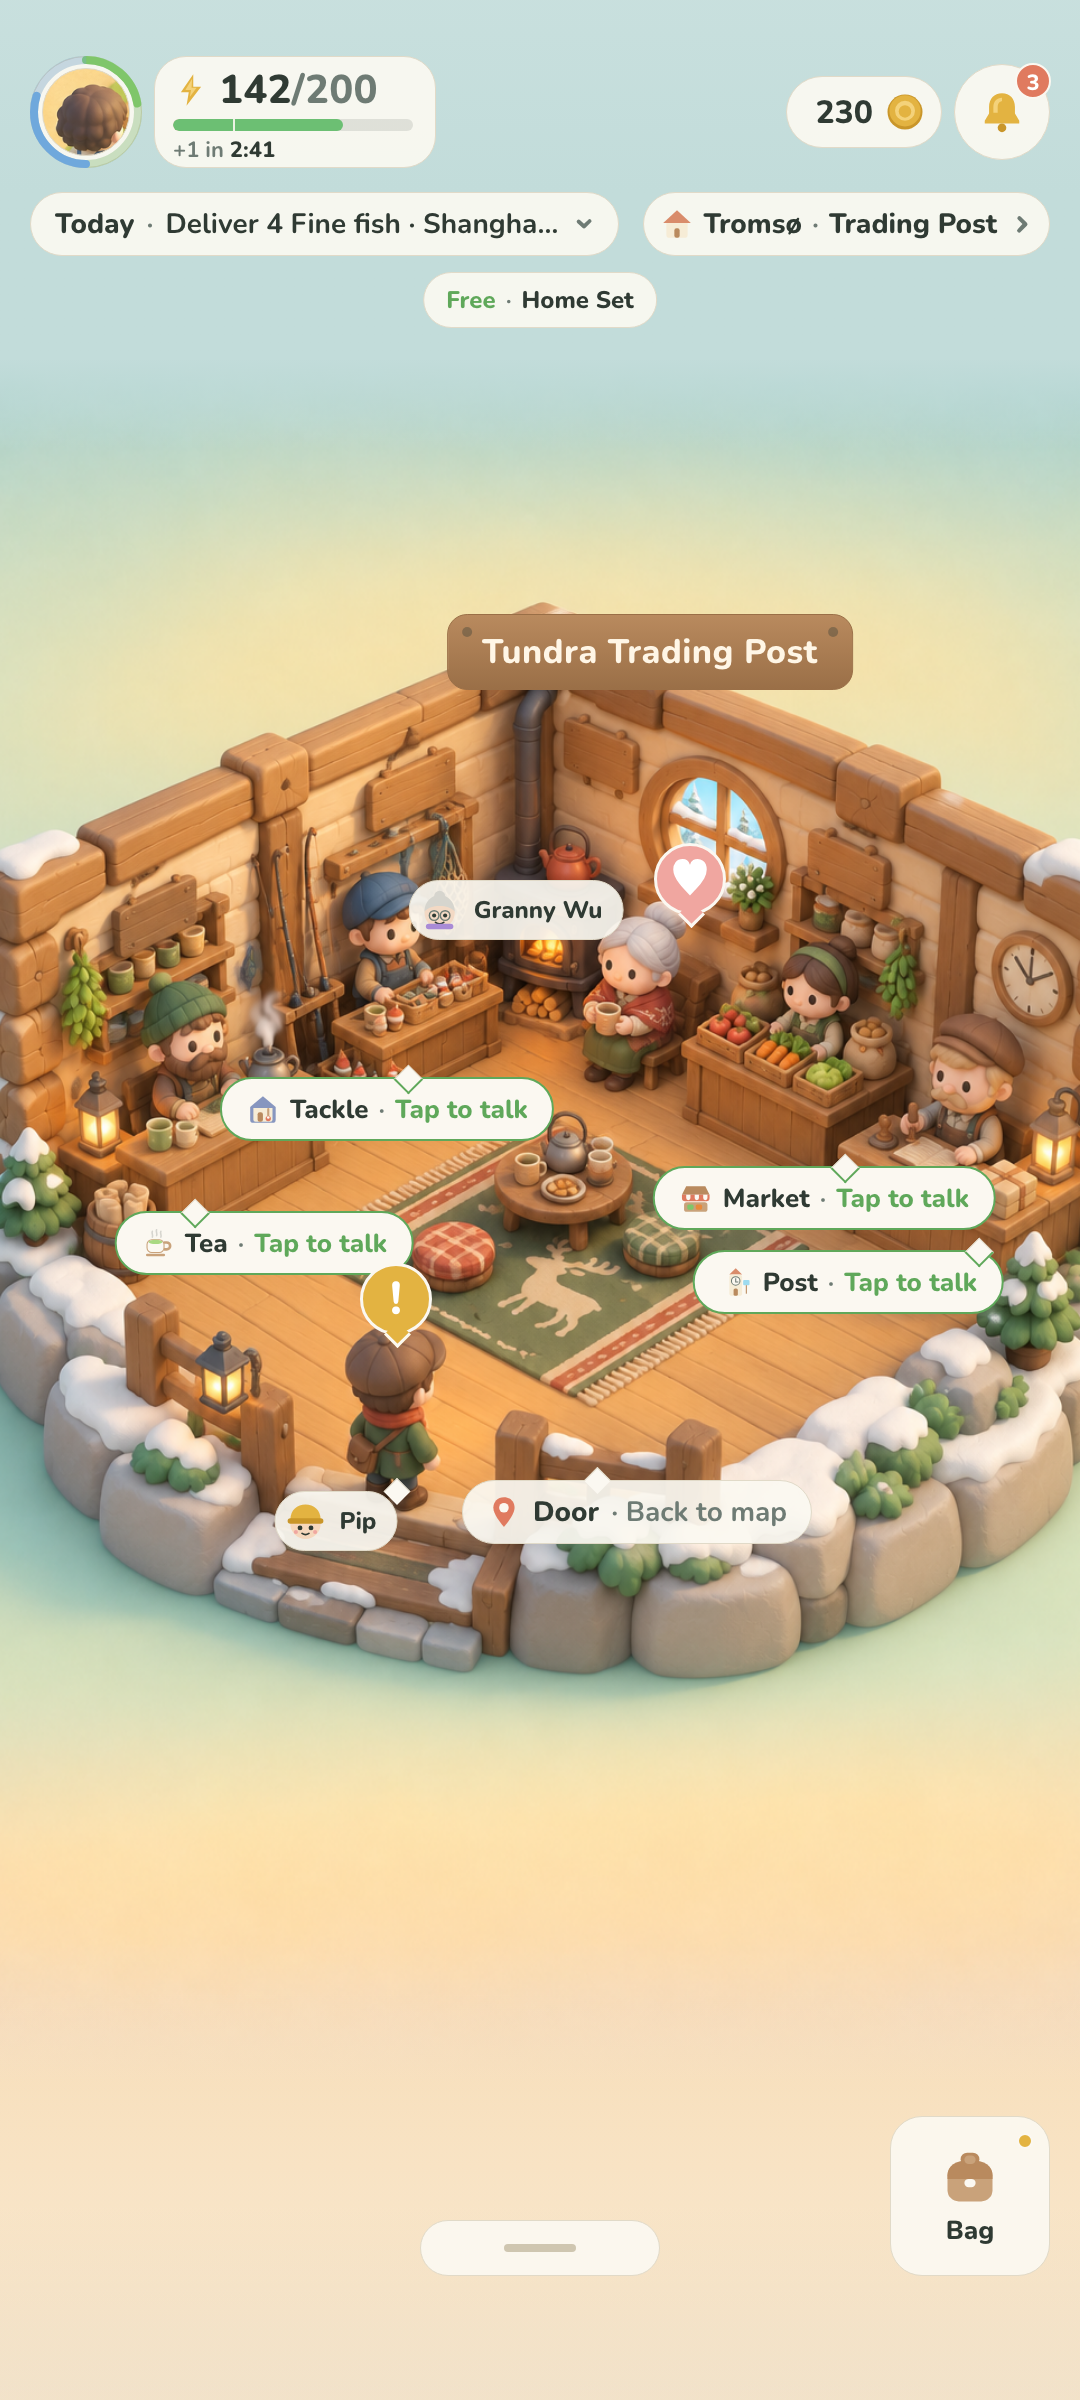 142/200
+1 in 2:41
230
3
Today · Deliver 4 Fine fish · Shangha...
Tromsø · Trading Post
Free · Home Set
Tundra Trading Post
Granny Wu
Tackle · Tap to talk
Market · Tap to talk
Tea · Tap to talk
Post · Tap to talk
!
Pip
Door · Back to map
Bag